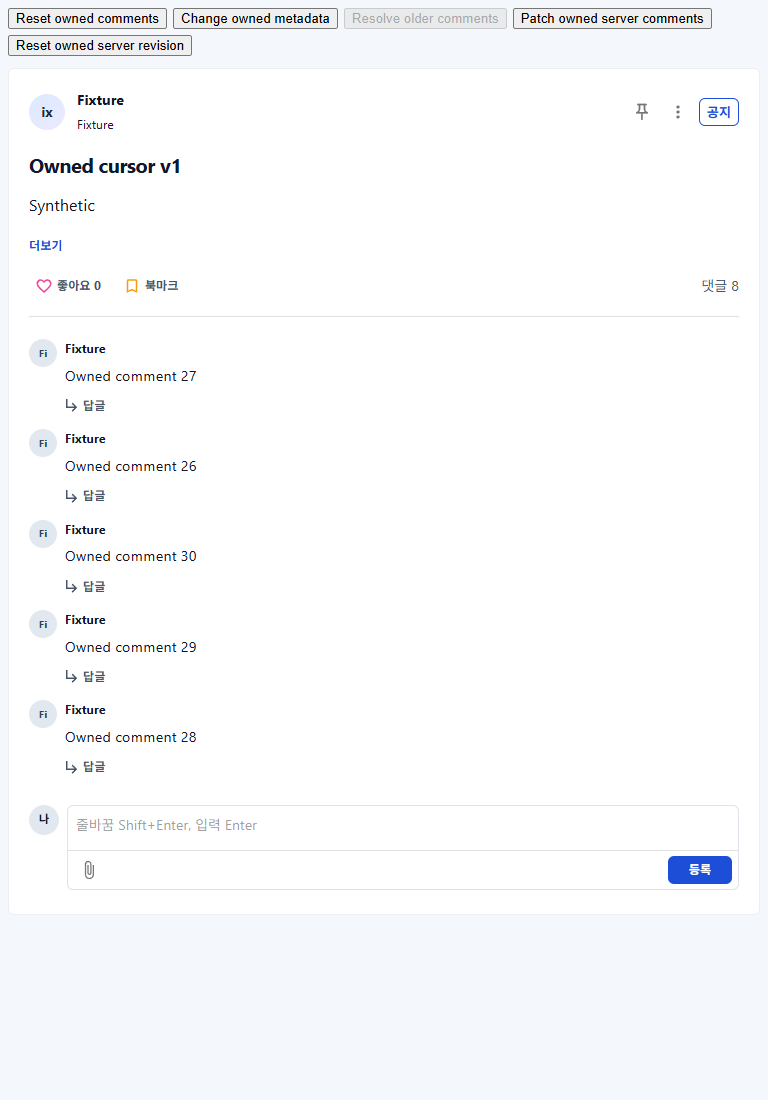 Reset owned comments Change owned metadata Resolve older comments Patch owned server comments
Reset owned server revision
ix Fixture
Fixture
공지
Owned cursor v1
Synthetic
더보기
좋아요 0 북마크 댓글 8
Fi Fixture
Owned comment 27
답글
Fi Fixture
Owned comment 26
답글
Fi Fixture
Owned comment 30
답글
Fi Fixture
Owned comment 29
답글
Fi Fixture
Owned comment 28
답글
나 줄바꿈 Shift+Enter, 입력 Enter
등록